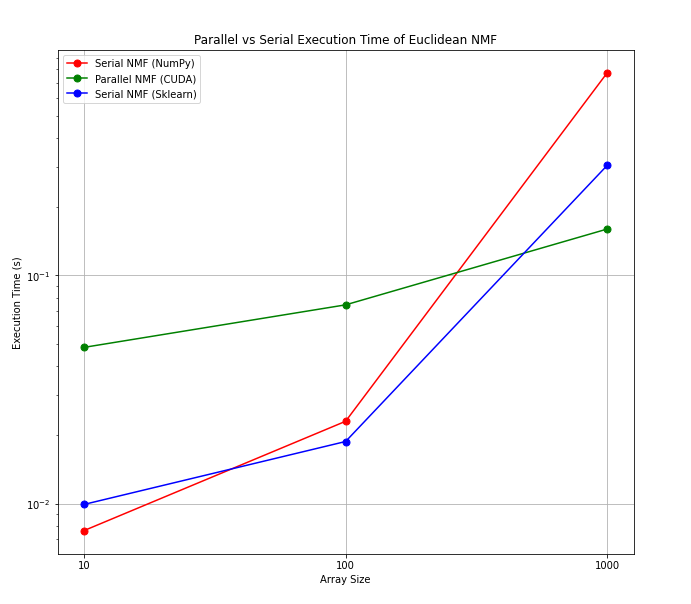 Parallel vs Serial Execution Time of Euclidean NMF
Serial NMF (NumPy)
Parallel NMF (CUDA)
Serial NMF (Sklearn)
Execution Time (s)
10⁻¹
10⁻²
10
100
1000
Array Size